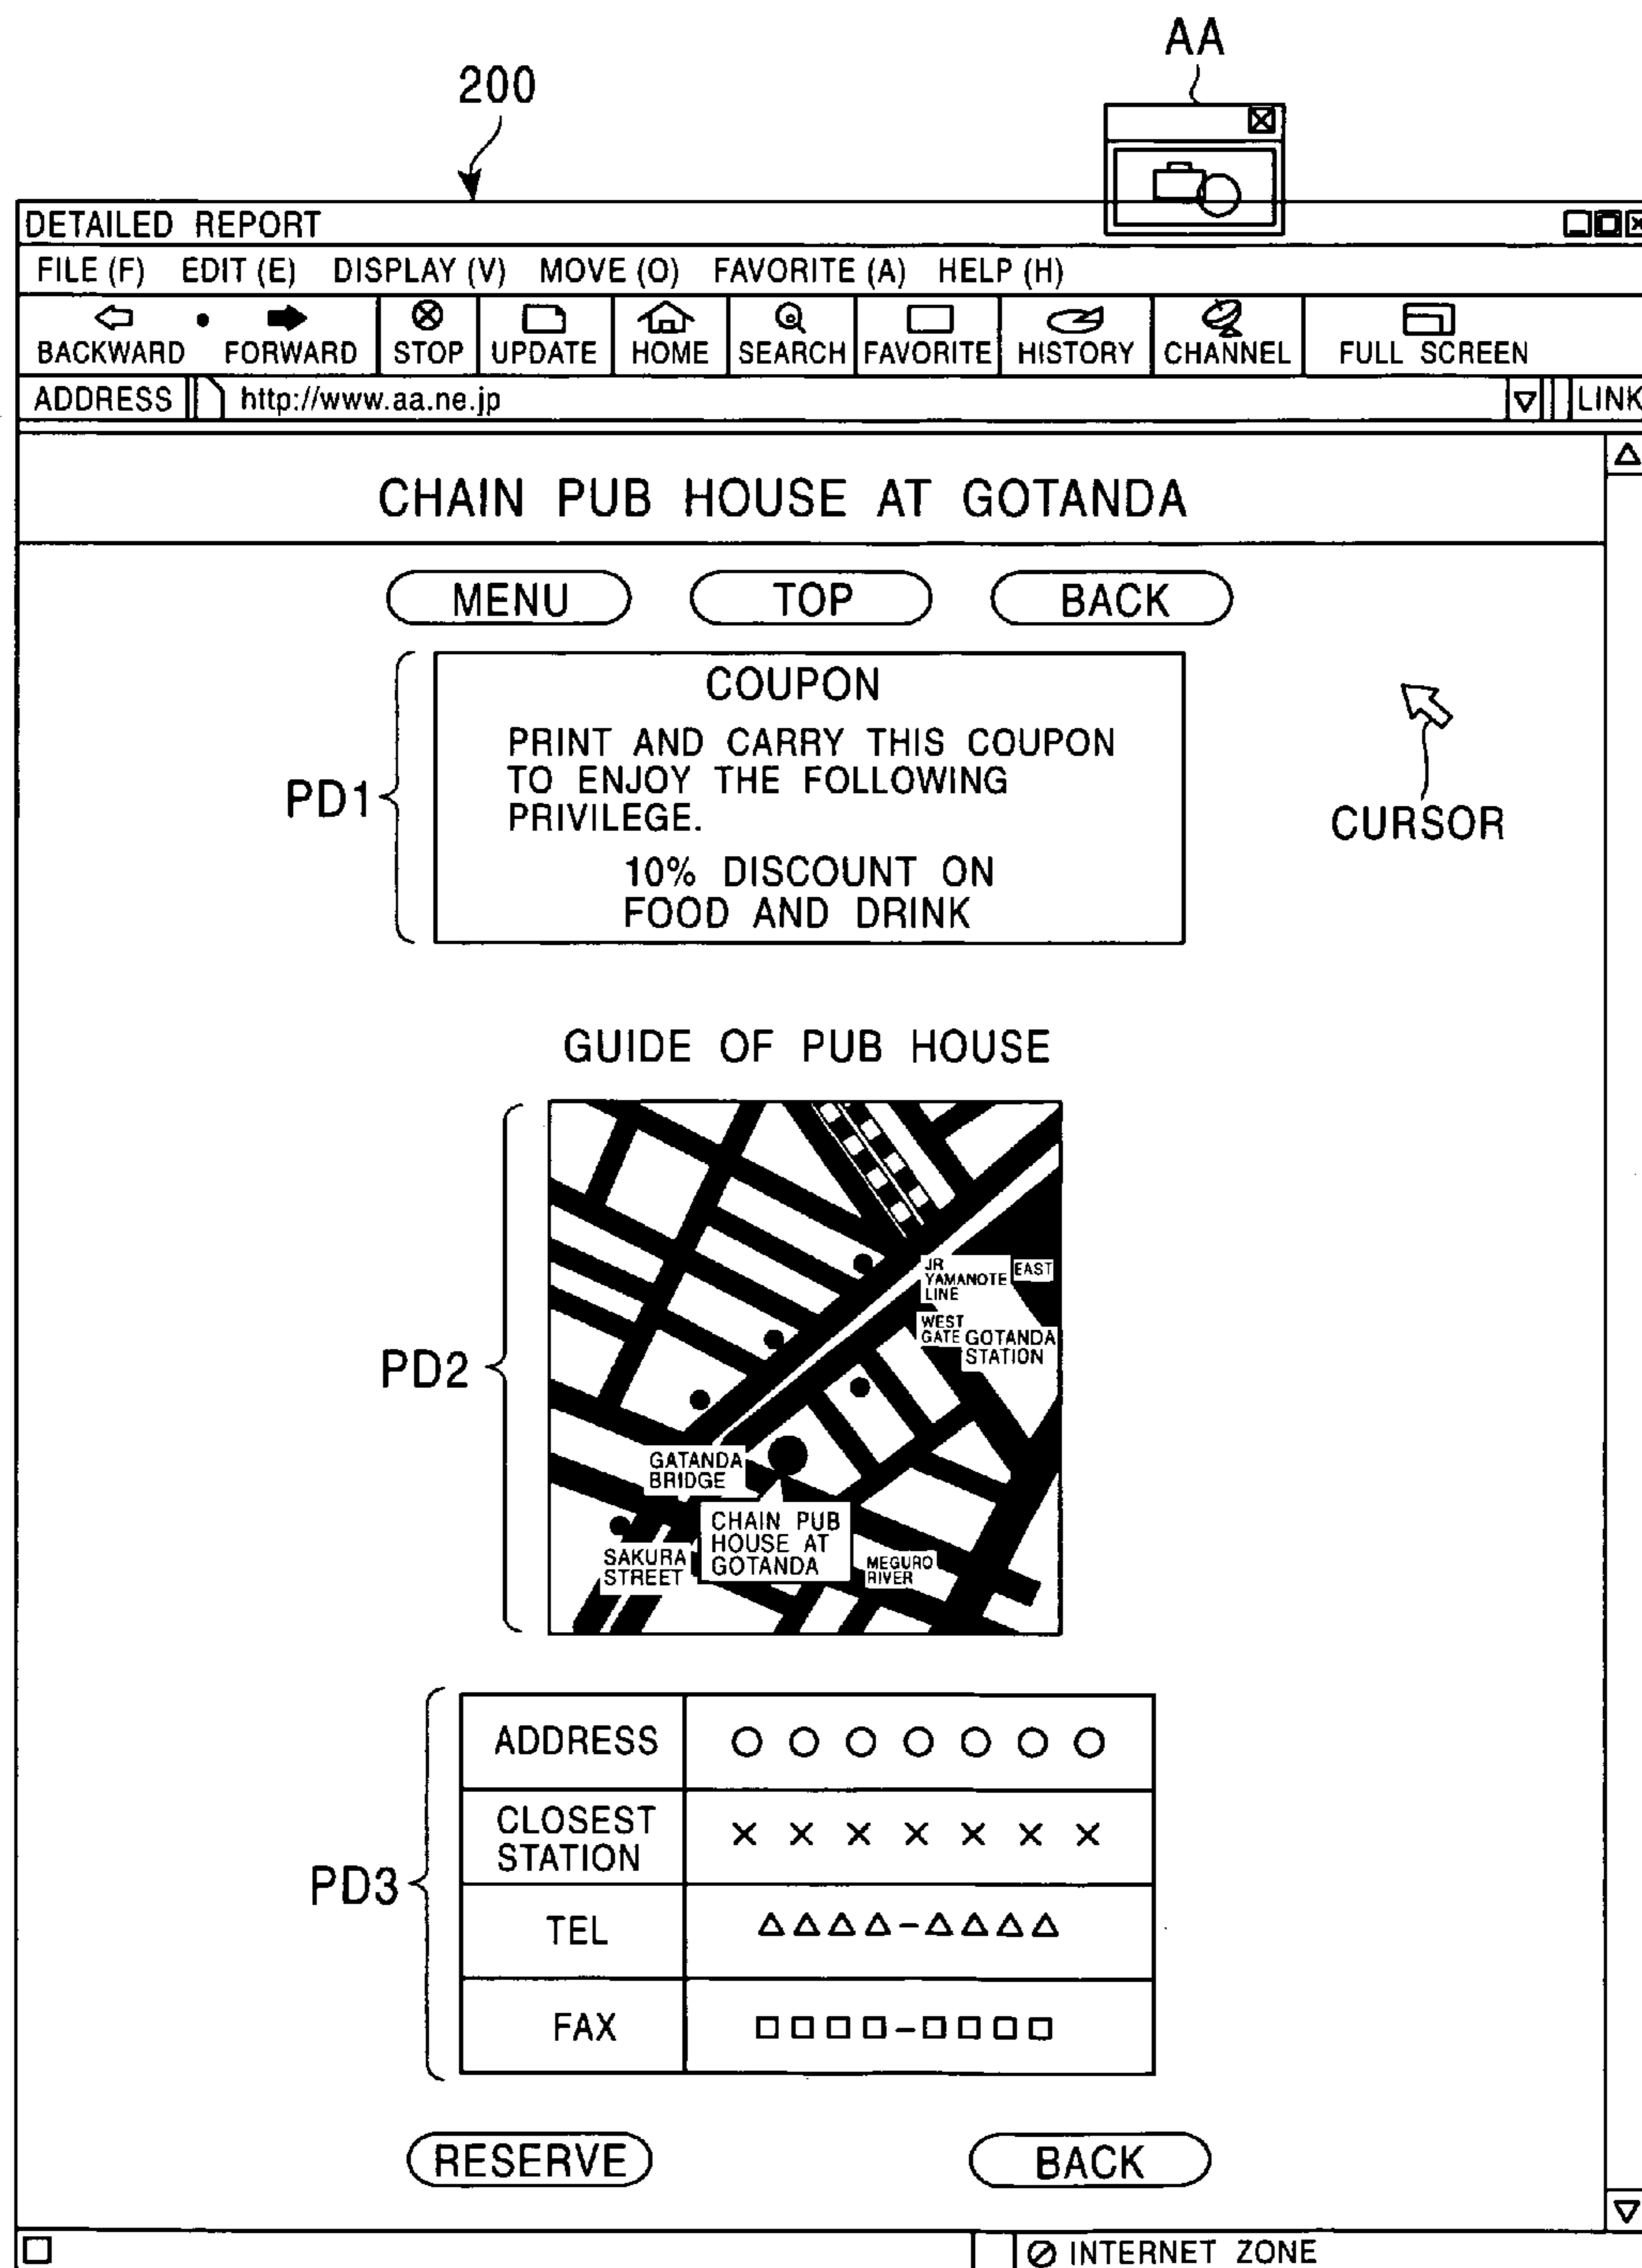 AA
200
DETAILED REPORT
FILE (F) EDIT (E) DISPLAY (V) MOVE (O) FAVORITE (A) HELP (H)
BACKWARD FORWARD STOP UPDATE HOME SEARCH FAVORITE HISTORY CHANNEL FULL SCREEN
ADDRESS http://www.aa.ne.jp LINK
CHAIN PUB HOUSE AT GOTANDA
MENU TOP BACK
PD1
COUPON
PRINT AND CARRY THIS COUPON
TO ENJOY THE FOLLOWING
PRIVILEGE.
10% DISCOUNT ON
FOOD AND DRINK
CURSOR
GUIDE OF PUB HOUSE
PD2
JR
YAMANOTE
LINE
EAST
WEST
GATE
GOTANDA
STATION
GATANDA
BRIDGE
CHAIN PUB
HOUSE AT
GOTANDA
SAKURA
STREET
MEGURO
RIVER
PD3
ADDRESS ○ ○ ○ ○ ○ ○ ○
CLOSEST
STATION
× × × × × × ×
TEL △△△△-△△△△
FAX □□□□-□□□□
RESERVE BACK
INTERNET ZONE